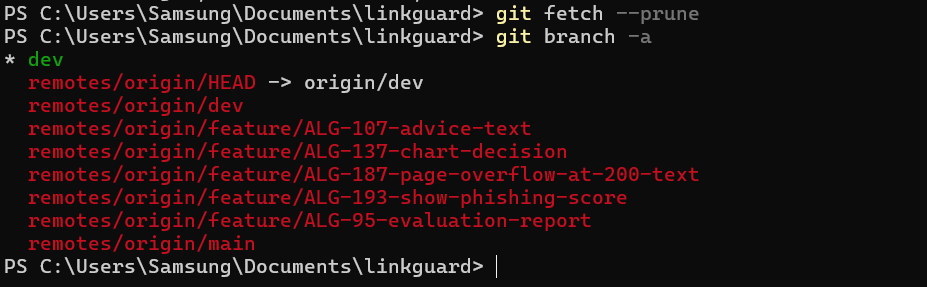 PS C:\Users\Samsung\Documents\linkguard> git fetch --prune
PS C:\Users\Samsung\Documents\linkguard> git branch -a
* dev
  remotes/origin/HEAD -> origin/dev
  remotes/origin/dev
  remotes/origin/feature/ALG-107-advice-text
  remotes/origin/feature/ALG-137-chart-decision
  remotes/origin/feature/ALG-187-page-overflow-at-200-text
  remotes/origin/feature/ALG-193-show-phishing-score
  remotes/origin/feature/ALG-95-evaluation-report
  remotes/origin/main
PS C:\Users\Samsung\Documents\linkguard>